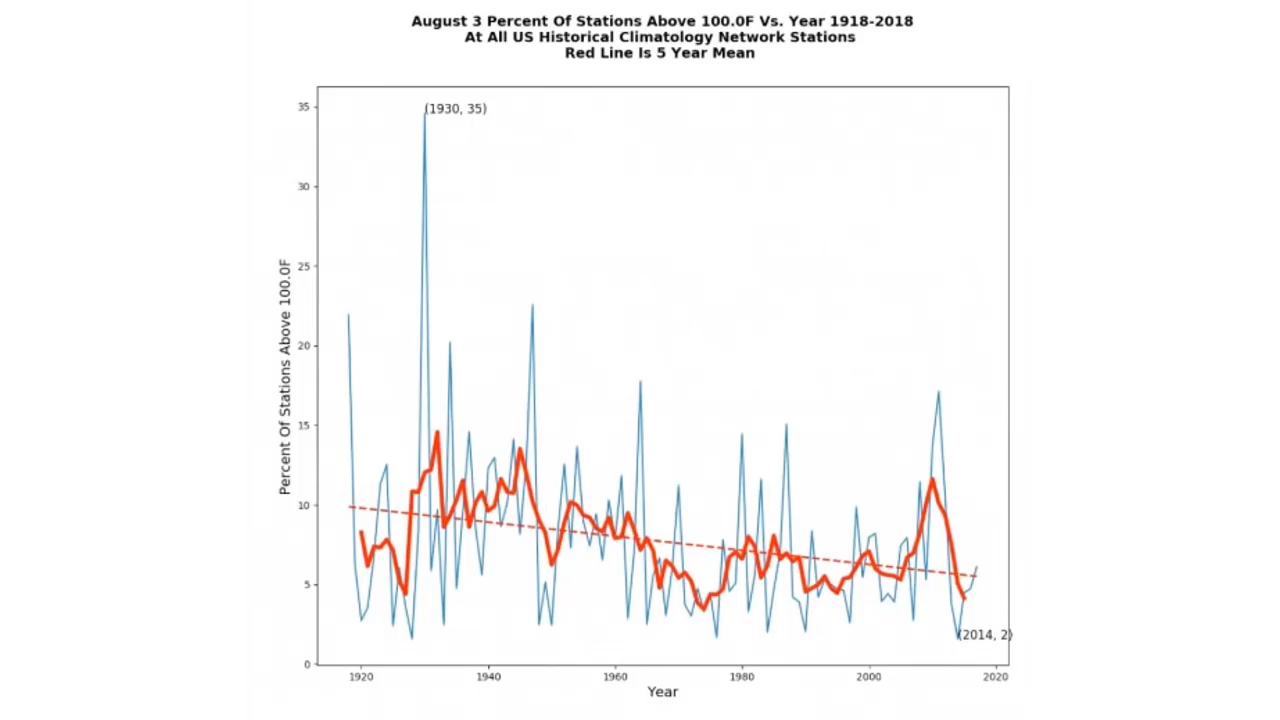 August 3 Percent Of Stations Above 100.0F Vs. Year 1918-2018
At All US Historical Climatology Network Stations
Red Line Is 5 Year Mean
(1930, 35)
35
30
25
20
15
10
5
0
Percent Of Stations Above 100.0F
(2014, 2)
1920 1940 1960 1980 2000 2020
Year